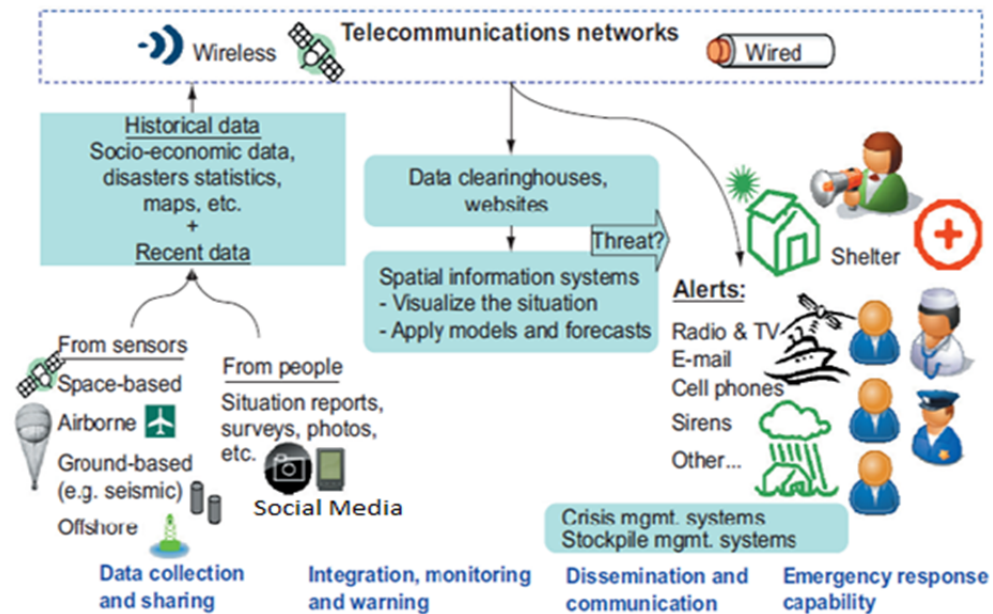 Telecommunications networks
Wireless
Wired
Historical data
Socio-economic data,
disasters statistics,
maps, etc.
+
Recent data
From sensors
Space-based
Airborne
Ground-based
(e.g. seismic)
Offshore
From people
Situation reports,
surveys, photos,
etc.
Social Media
Data clearinghouses,
websites
Threat?
Spatial information systems
- Visualize the situation
- Apply models and forecasts
Shelter
Alerts:
Radio & TV
E-mail
Cell phones
Sirens
Other...
Crisis mgmt. systems
Stockpile mgmt. systems
Data collection
and sharing
Integration, monitoring
and warning
Dissemination and
communication
Emergency response
capability